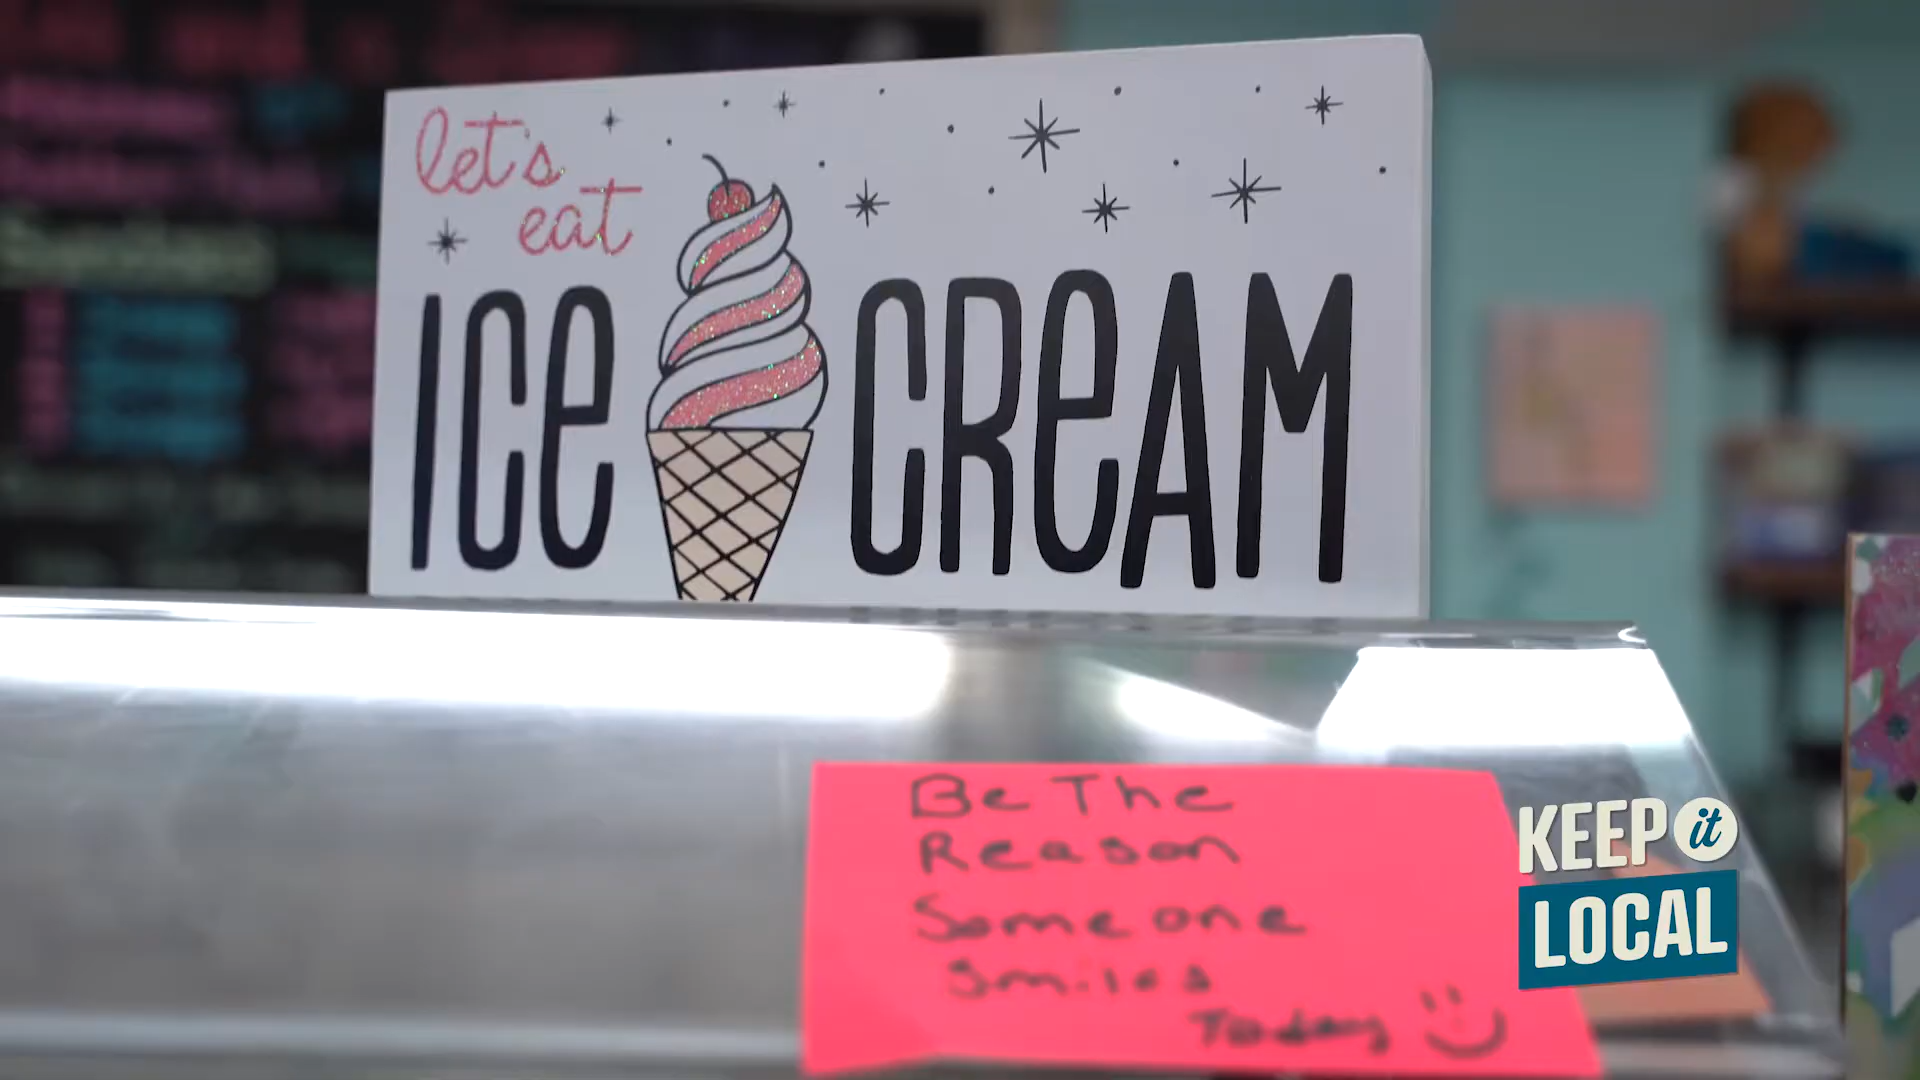 let's
eat
ICE CREAM
Be The
Reason
Someone
Smiles
Today
KEEP it
LOCAL